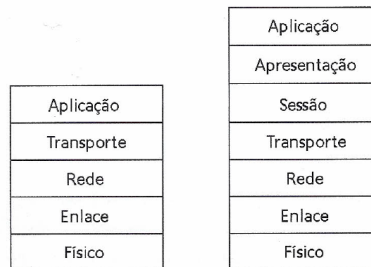 Aplicação
Transporte
Rede
Enlace
Físico
Aplicação
Apresentação
Sessão
Transporte
Rede
Enlace
Físico